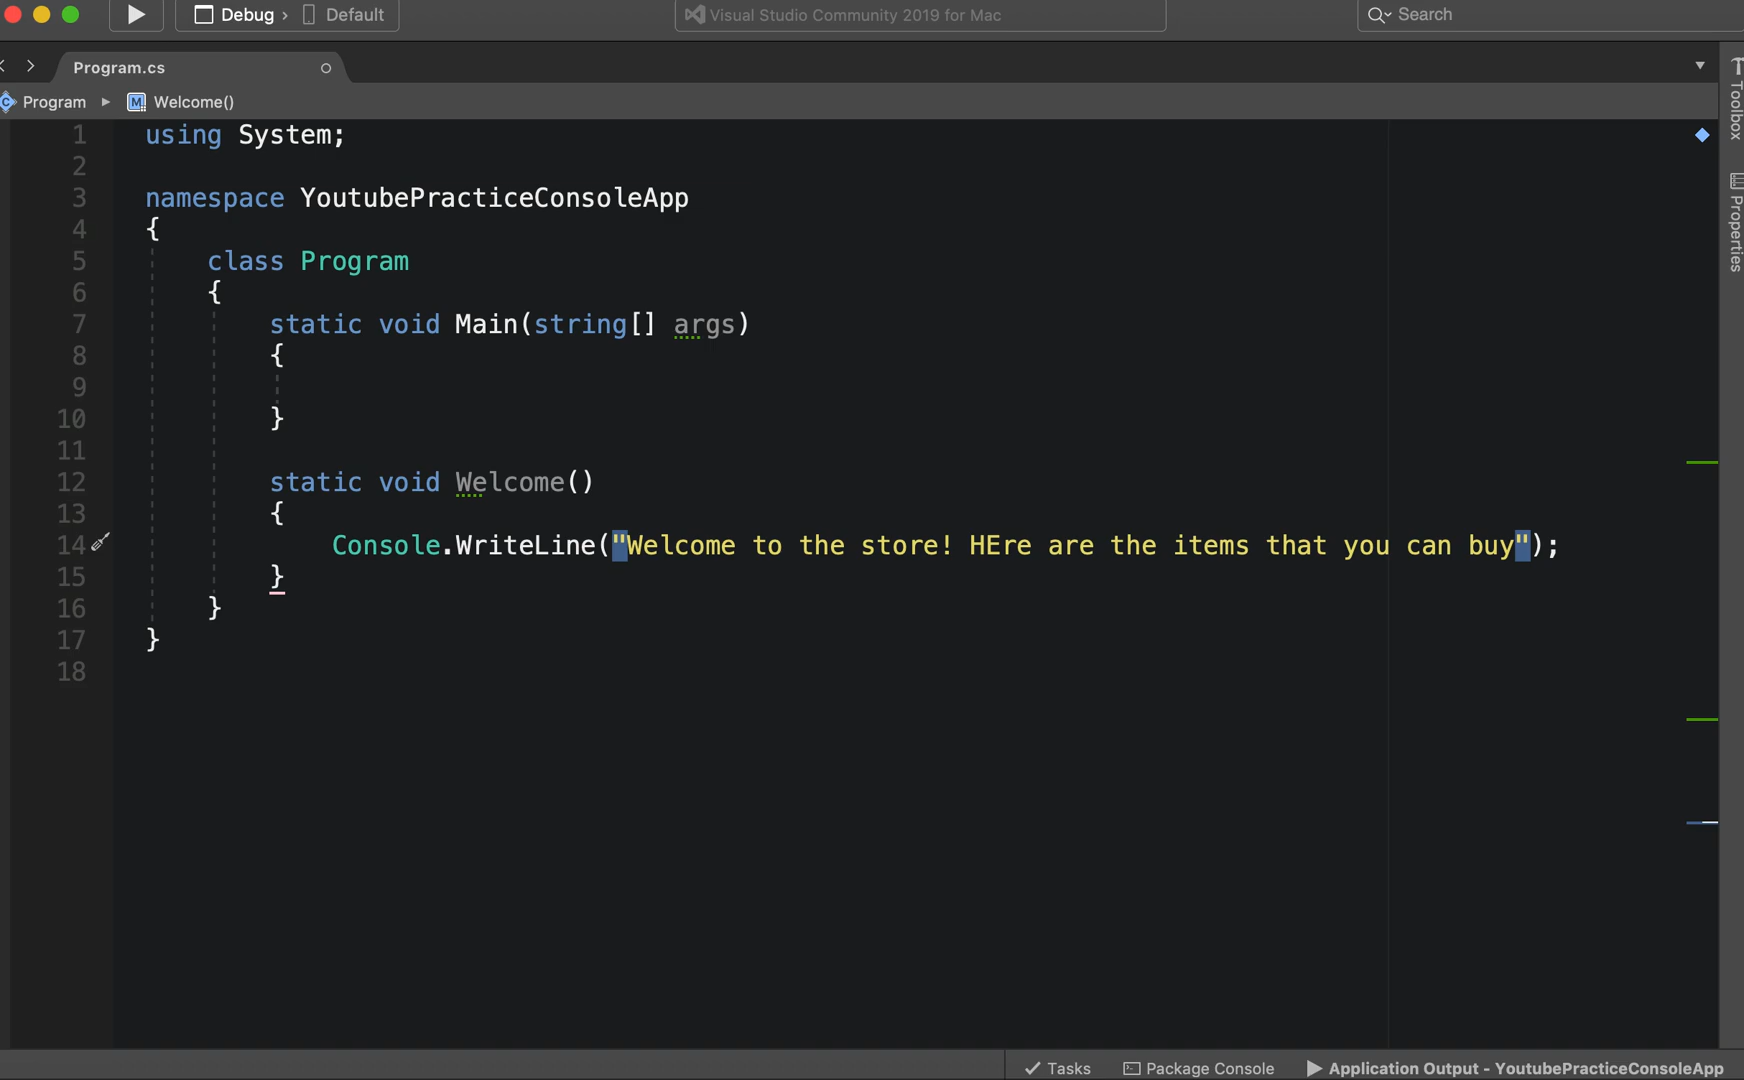 Debug › Default
Visual Studio Community 2019 for Mac
Search
Program.cs
Program ▸ M Welcome()
1 using System;
2
3 namespace YoutubePracticeConsoleApp
4 {
5 class Program
6 {
7 static void Main(string[] args)
8 {
9
10 }
11
12 static void Welcome()
13 {
14 Console.WriteLine("Welcome to the store! HEre are the items that you can buy");
15 }
16 }
17 }
18
Toolbox
Properties
Tasks
Package Console
Application Output - YoutubePracticeConsoleApp